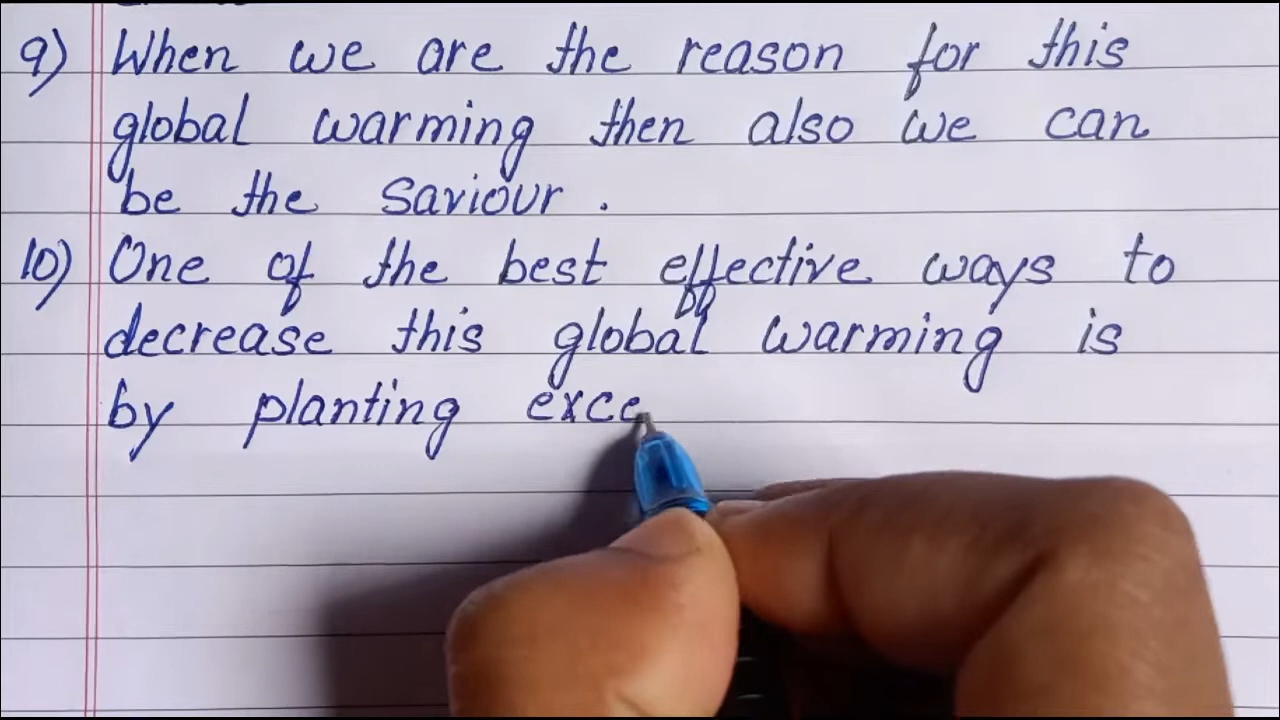 9) When we are the reason for this
global warming then also we can
be the saviour .
10) One of the best effective ways to
decrease this global warming is
by planting exce